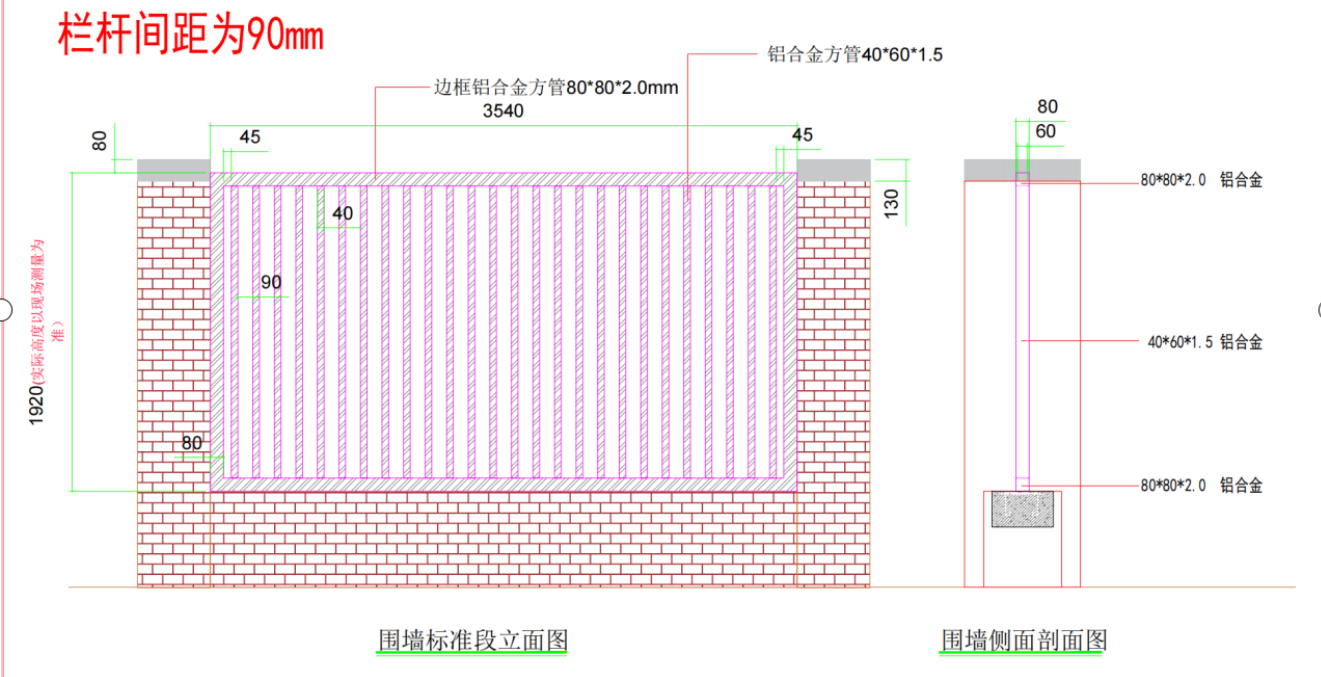 栏杆间距为90mm
铝合金方管40*60*1.5
边框铝合金方管80*80*2.0mm
3540
80
45
45
80
60
80*80*2.0 铝合金
130
40
90
1920(实际高度以现场测量为准）
40*60*1.5 铝合金
80
80*80*2.0 铝合金
围墙标准段立面图
围墙侧面剖面图